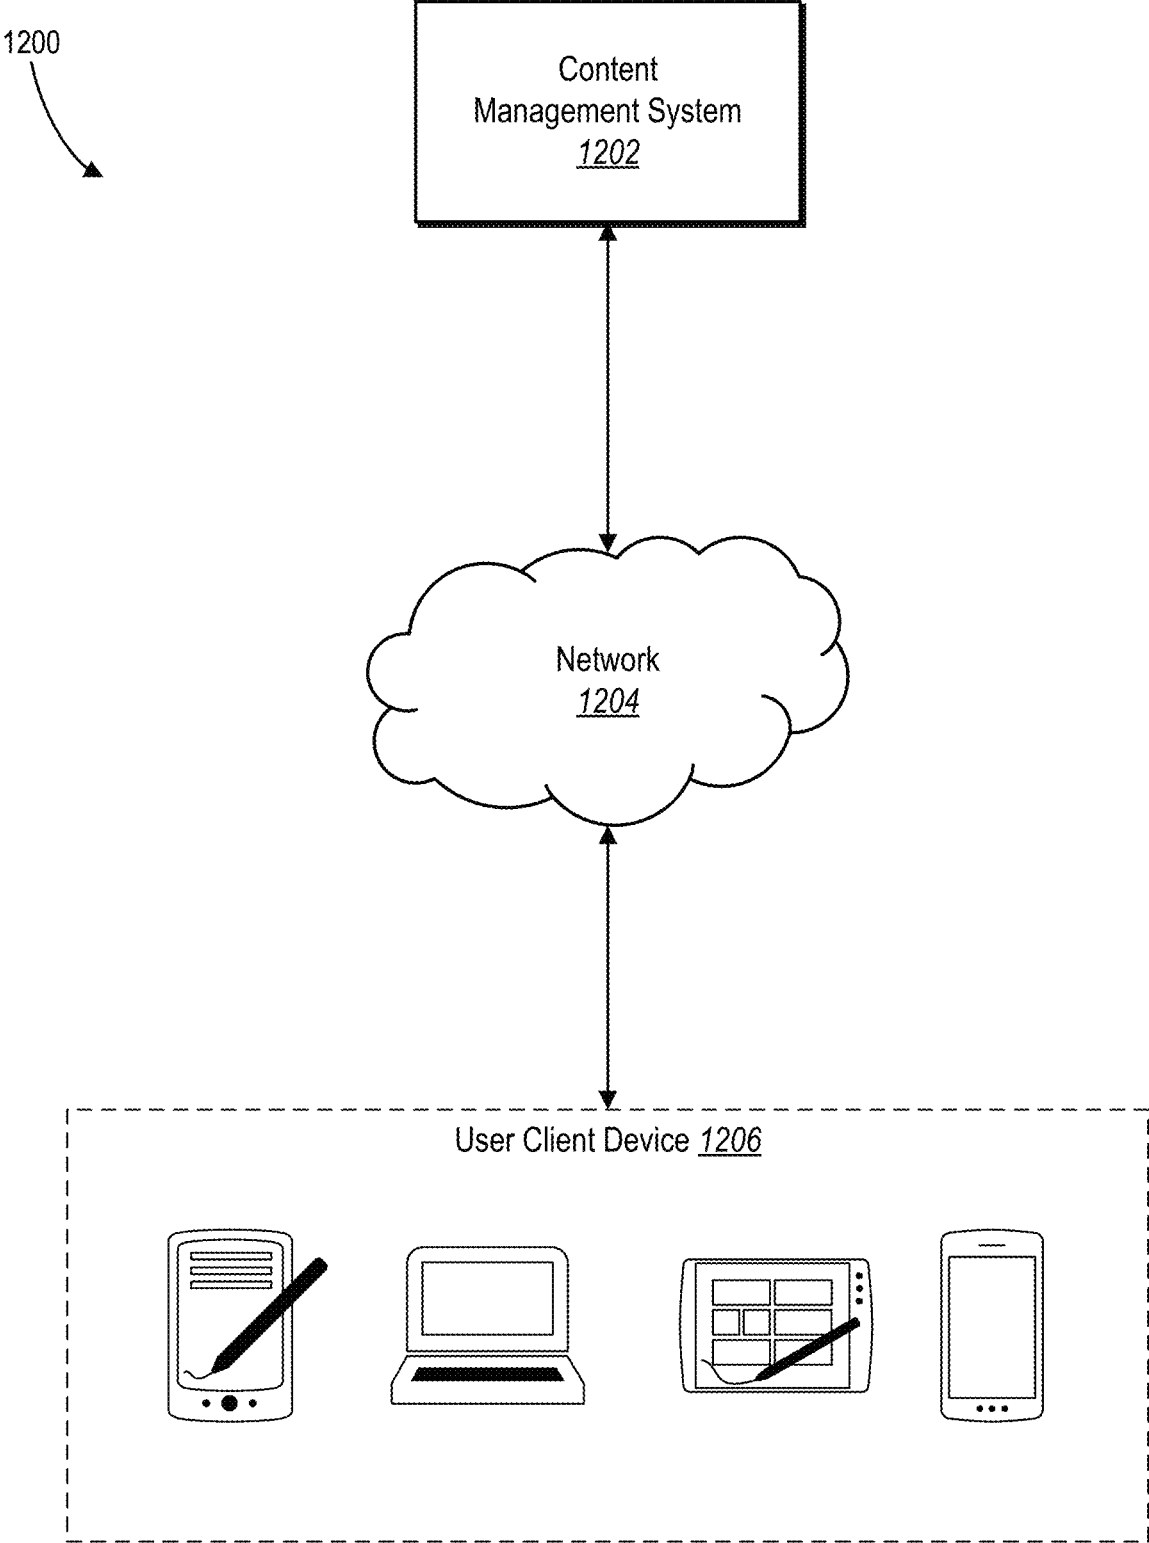 1200
Content
Management System
1202
Network
1204
User Client Device 1206